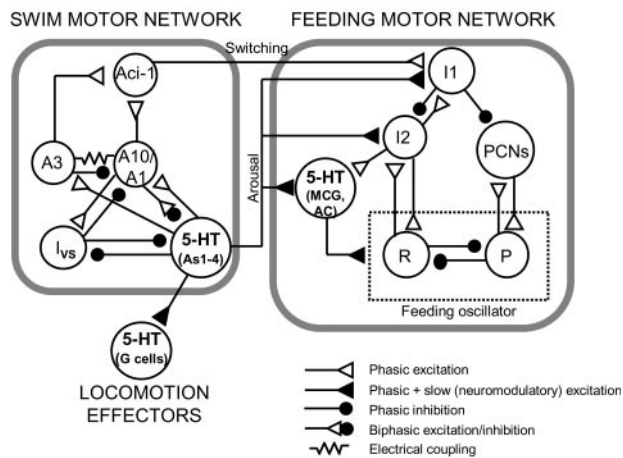 SWIM MOTOR NETWORK
FEEDING MOTOR NETWORK
Switching
Aci-1
I1
A3
A10/
A1
I2
PCNs
Arousal
5-HT
(MCG,
AC)
Ivs
5-HT
(As1-4)
R
P
Feeding oscillator
5-HT
(G cells)
LOCOMOTION
EFFECTORS
Phasic excitation
Phasic + slow (neuromodulatory) excitation
Phasic inhibition
Biphasic excitation/inhibition
Electrical coupling